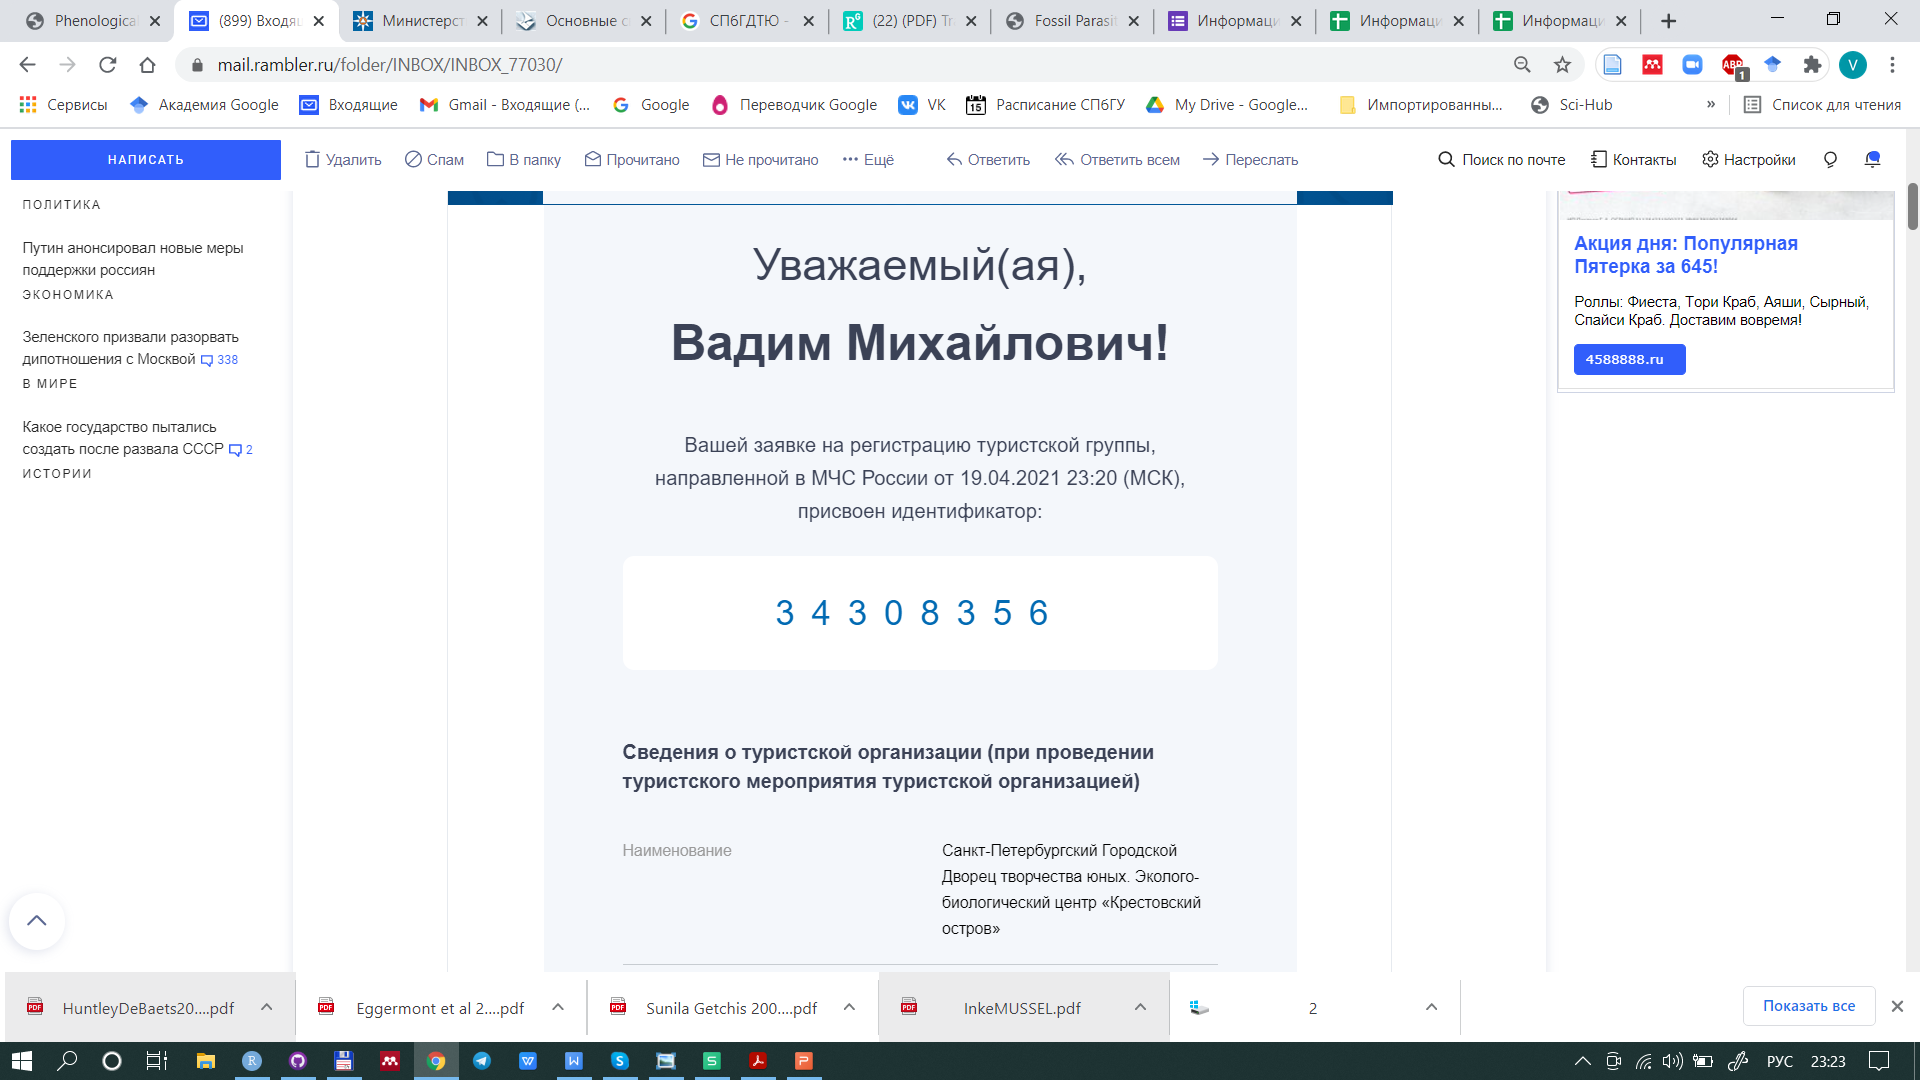 Phenological
(899) Входящ
Министерст
Основные с
СПбГДТЮ -
(22) (PDF) Tr
Fossil Parasit
Информаци
Информаци
Информаци
mail.rambler.ru/folder/INBOX/INBOX_77030/
ABP
1
V
Сервисы
Академия Google
Входящие
Gmail - Входящие (...
Google
Переводчик Google
VK
15
Расписание СПбГУ
My Drive - Google...
Импортированны...
Sci-Hub
»
Список для чтения
НАПИСАТЬ
Удалить
Спам
В папку
Прочитано
Не прочитано
Ещё
Ответить
Ответить всем
Переслать
Поиск по почте
Контакты
Настройки
ПОЛИТИКА
Путин анонсировал новые меры
поддержки россиян
ЭКОНОМИКА
Зеленского призвали разорвать
дипотношения с Москвой 338
В МИРЕ
Какое государство пытались
создать после развала СССР 2
ИСТОРИИ
Уважаемый(ая),
Вадим Михайлович!
Вашей заявке на регистрацию туристской группы,
направленной в МЧС России от 19.04.2021 23:20 (МСК),
присвоен идентификатор:
3 4 3 0 8 3 5 6
Сведения о туристской организации (при проведении
туристского мероприятия туристской организацией)
Наименование
Санкт-Петербургский Городской
Дворец творчества юных. Эколого-
биологический центр «Крестовский
остров»
Акция дня: Популярная
Пятерка за 645!
Роллы: Фиеста, Тори Краб, Аяши, Сырный,
Спайси Краб. Доставим вовремя!
4588888.ru
HuntleyDeBaets20....pdf
Eggermont et al 2....pdf
Sunila Getchis 200....pdf
InkeMUSSEL.pdf
2
Показать все
РУС
23:23